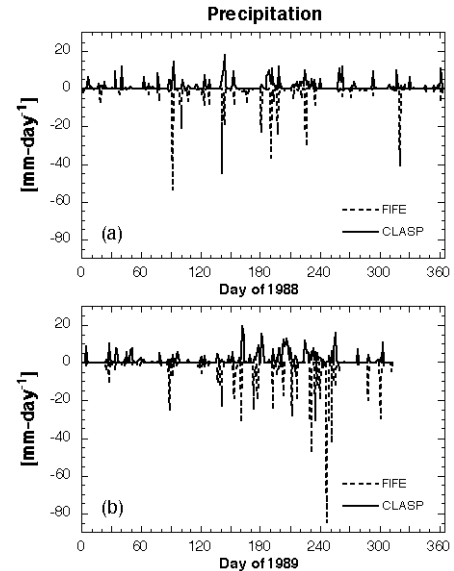 Precipitation
20
0
-20
-40
-60
-80
[mm-day-1]
(a)
FIFE
CLASP
0 60 120 180 240 300 360
Day of 1988
20
0
-20
-40
-60
-80
[mm-day-1]
(b)
FIFE
CLASP
0 60 120 180 240 300 360
Day of 1989